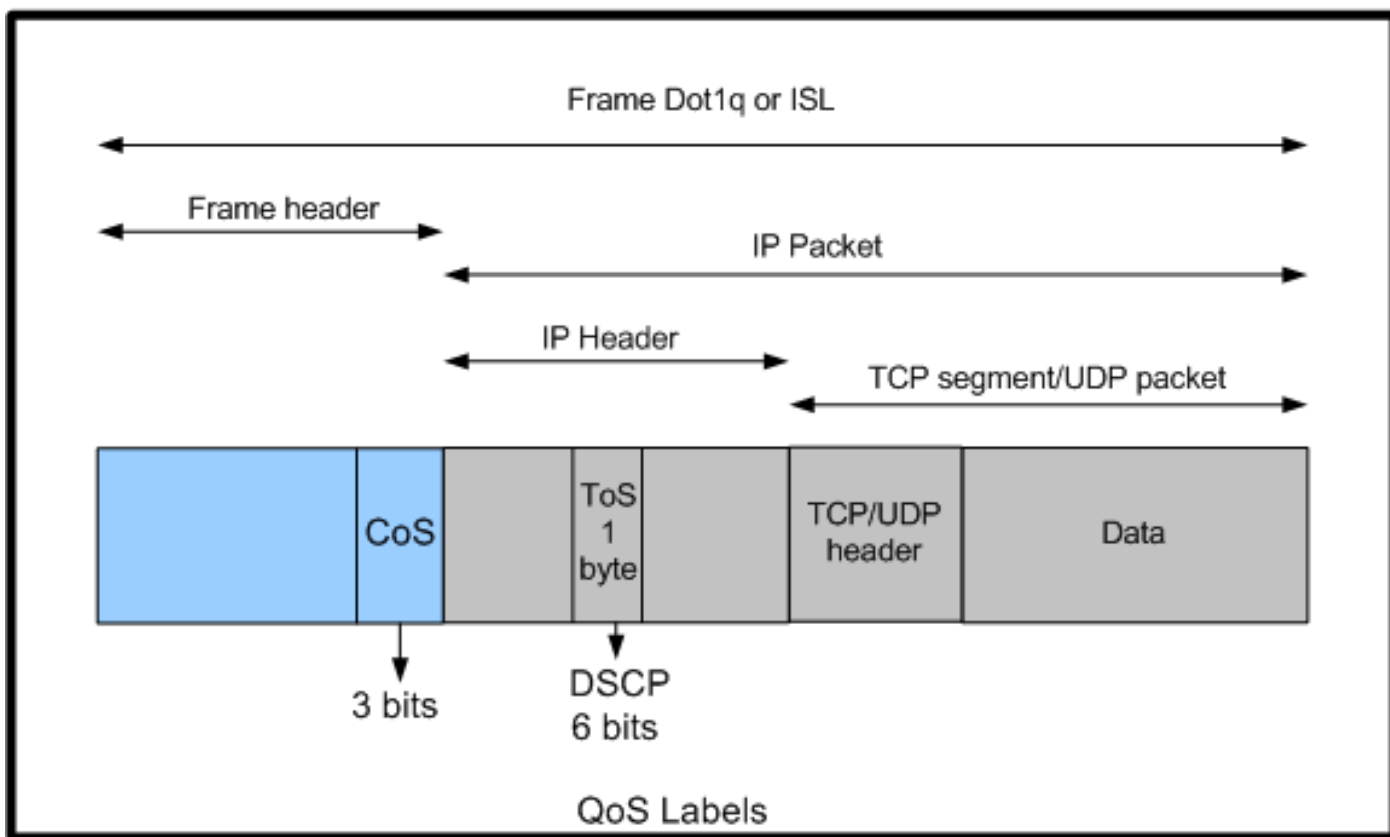 Frame Dot1q or ISL
Frame header
IP Packet
IP Header
TCP segment/UDP packet
CoS
ToS
1
byte
TCP/UDP
header
Data
3 bits
DSCP
6 bits
QoS Labels